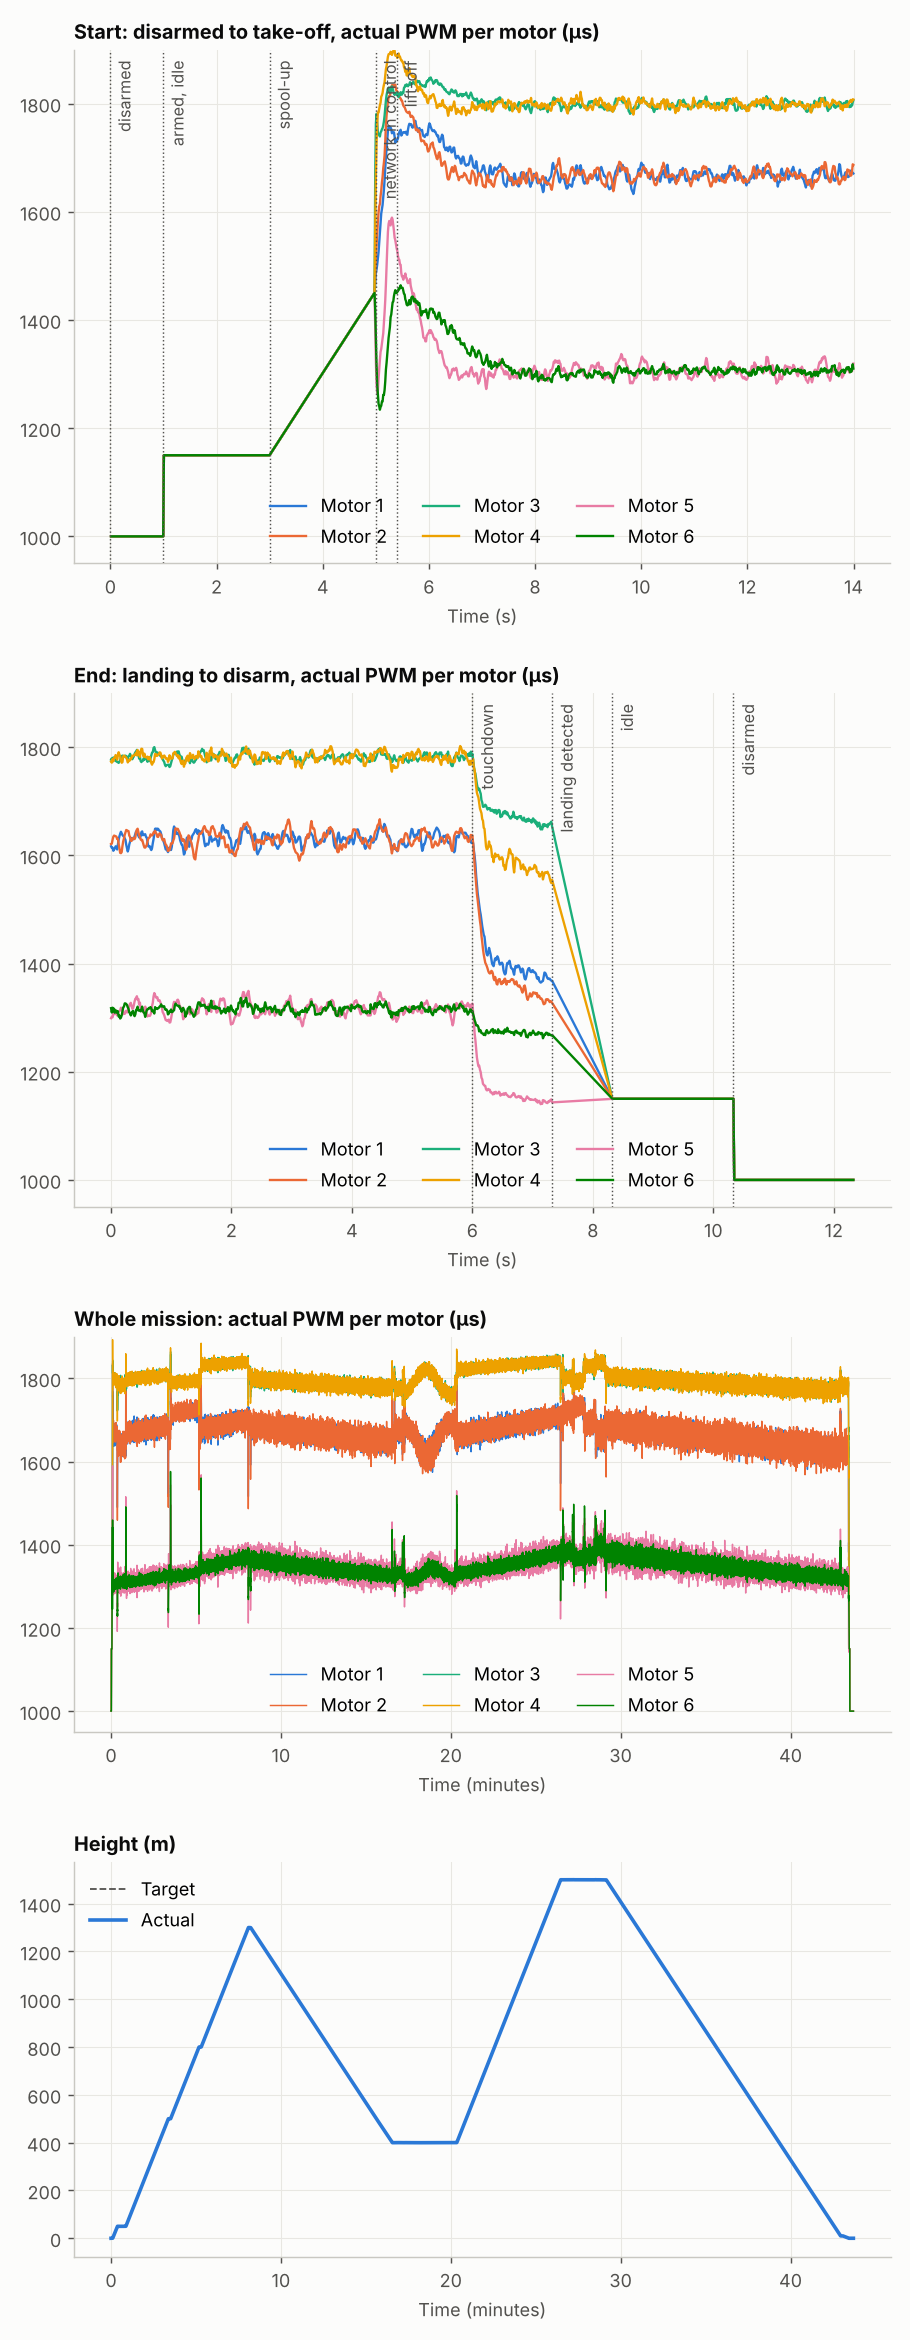 Start: disarmed to take-off, actual PWM per motor (µs)
disarmed
armed, idle
spool-up
network in control
lift-off
1800
1600
1400
1200
1000
Motor 1 Motor 3 Motor 5
Motor 2 Motor 4 Motor 6
0 2 4 6 8 10 12 14
Time (s)
End: landing to disarm, actual PWM per motor (µs)
touchdown
landing detected
idle
disarmed
1800
1600
1400
1200
1000
Motor 1 Motor 3 Motor 5
Motor 2 Motor 4 Motor 6
0 2 4 6 8 10 12
Time (s)
Whole mission: actual PWM per motor (µs)
1800
1600
1400
1200
1000
Motor 1 Motor 3 Motor 5
Motor 2 Motor 4 Motor 6
0 10 20 30 40
Time (minutes)
Height (m)
Target
Actual
1400
1200
1000
800
600
400
200
0
0 10 20 30 40
Time (minutes)